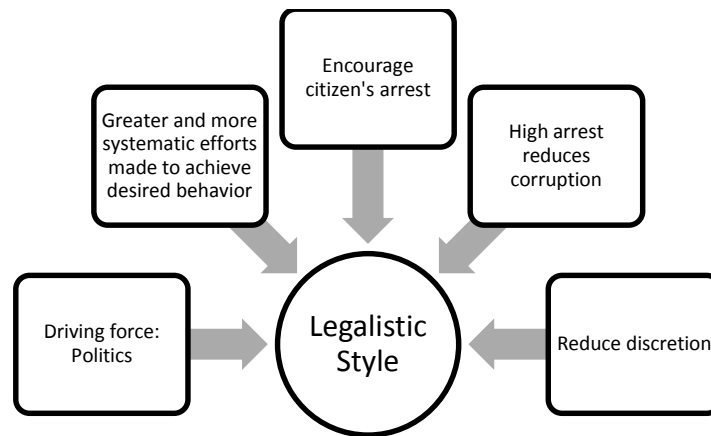 Encourage
citizen's arrest
Greater and more
systematic efforts
made to achieve
desired behavior
High arrest
reduces
corruption
Driving force:
Politics
Legalistic
Style
Reduce discretion